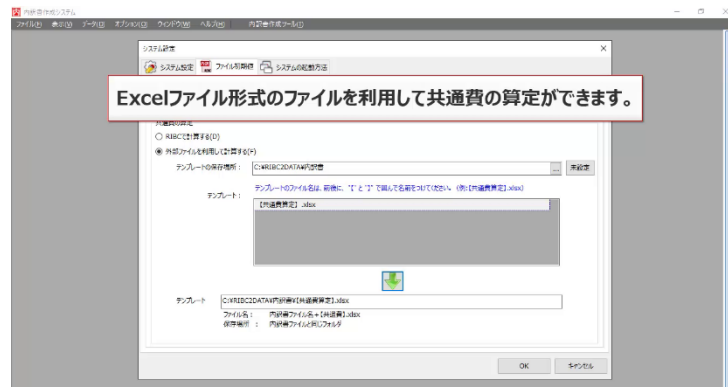 内訳書作成システム
ファイル(F) 表示(V) データ(D) オプション(O) ウィンドウ(W) ヘルプ(H) 内訳書作成ツール(J)
システム設定
システム設定 ファイル初期値 システムの起動方法
Excelファイル形式のファイルを利用して共通費の算定ができます。
共通費の算定
RIBCで計算する(D)
外部ファイルを利用して計算する(F)
テンプレートの保存場所： C:¥RIBC2DATA¥内訳書 ... 未設定
テンプレート： テンプレートのファイル名は、前後に、"【" と "】" で囲んで名前をつけてください。（例:【共通費算定】.xlsx）
【共通費算定】.xlsx
テンプレート C:¥RIBC2DATA¥内訳書¥【共通費算定】.xlsx
ファイル名： 内訳書ファイル名+【共通費】.xlsx
保存場所 ： 内訳書ファイルと同じフォルダ
OK キャンセル